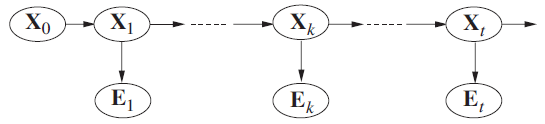 X₀ X₁ Xₖ Xₜ
E₁ Eₖ Eₜ